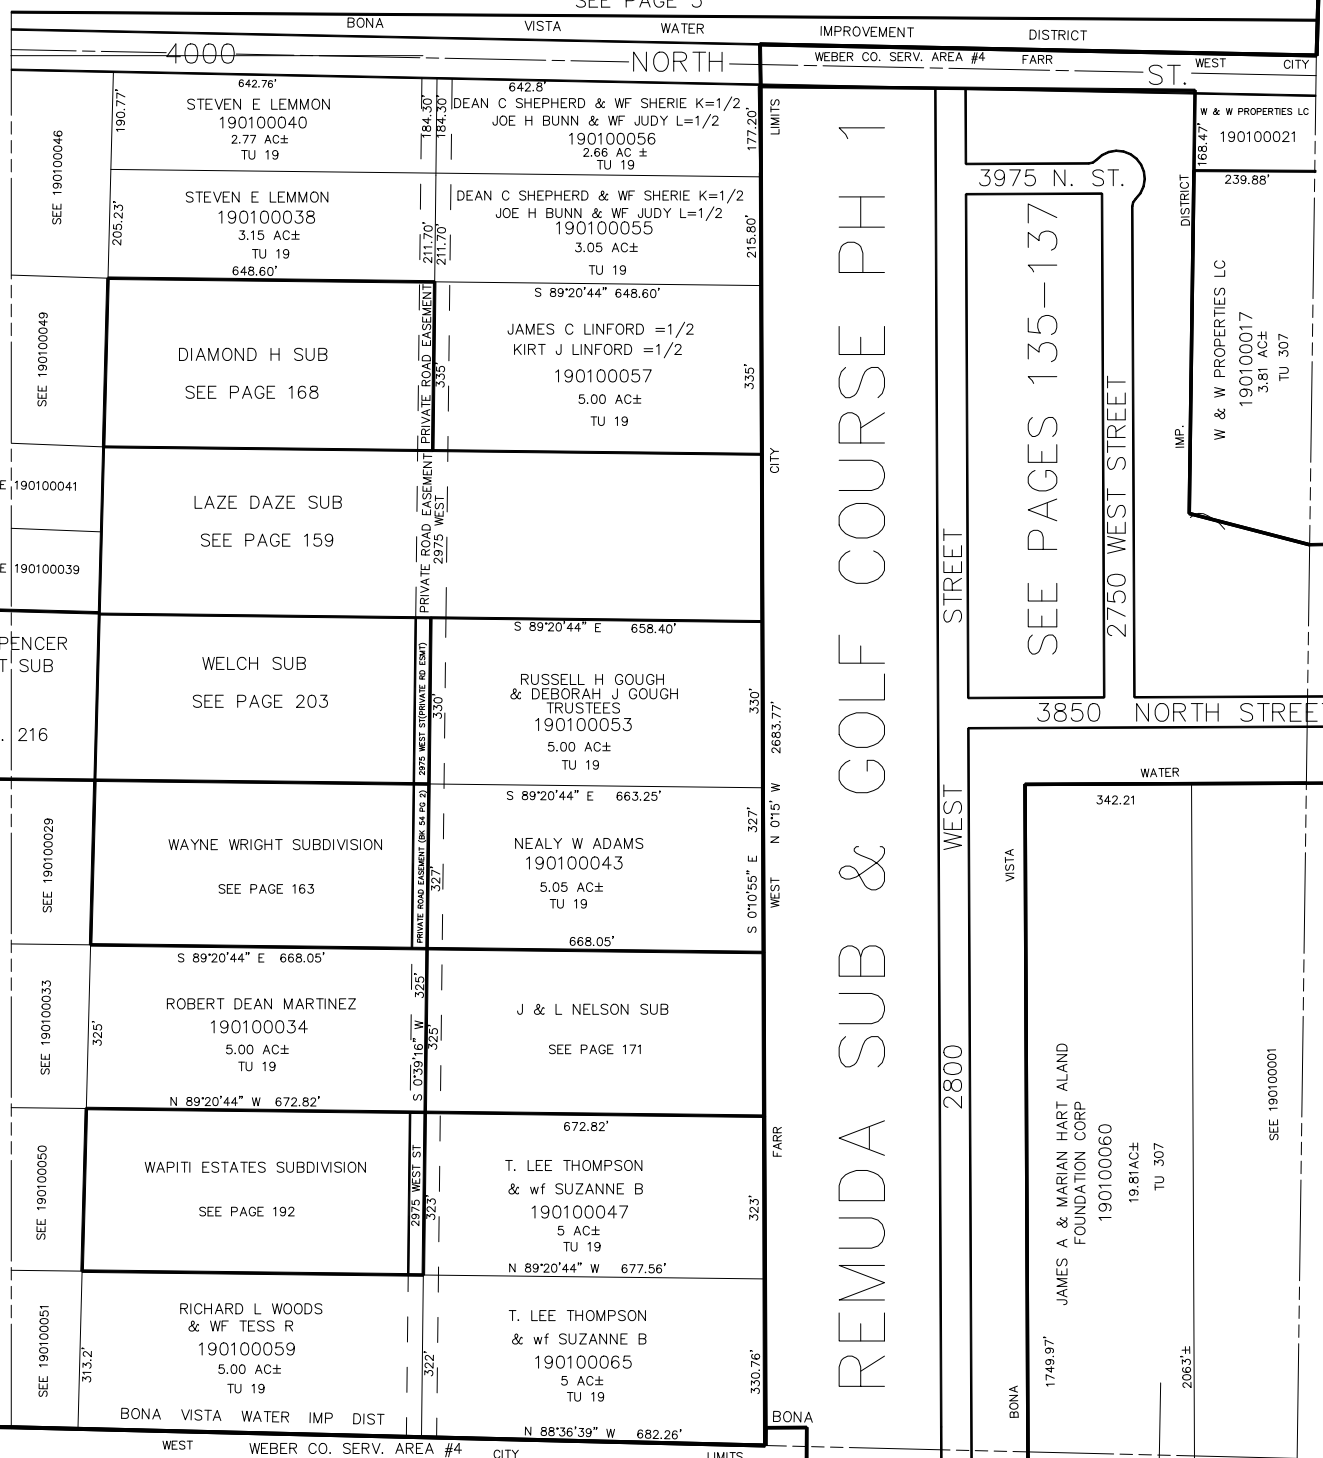 SEE PAGE 5
BONA VISTA WATER IMPROVEMENT DISTRICT
4000 NORTH ST.
WEBER CO. SERV. AREA #4 FARR WEST CITY
LIMITS
642.76'
190.77'
STEVEN E LEMMON
190100040
2.77 AC±
TU 19
184.30'
184.30'
642.8'
DEAN C SHEPHERD & WF SHERIE K=1/2
JOE H BUNN & WF JUDY L=1/2
190100056
2.66 AC ±
TU 19
177.20'
SEE 190100046
205.23'
STEVEN E LEMMON
190100038
3.15 AC±
TU 19
648.60'
211.70'
211.70'
DEAN C SHEPHERD & WF SHERIE K=1/2
JOE H BUNN & WF JUDY L=1/2
190100055
3.05 AC±
TU 19
215.80'
SEE 190100049
DIAMOND H SUB
SEE PAGE 168
PRIVATE ROAD EASEMENT
335'
S 89°20'44" 648.60'
JAMES C LINFORD =1/2
KIRT J LINFORD =1/2
190100057
5.00 AC±
TU 19
335'
CITY
E 190100041
E 190100039
LAZE DAZE SUB
SEE PAGE 159
PRIVATE ROAD EASEMENT
2975 WEST
PENCER
T SUB
. 216
WELCH SUB
SEE PAGE 203
2975 WEST ST(PRIVATE RD ESMT)
330'
S 89°20'44" E 658.40'
RUSSELL H GOUGH
& DEBORAH J GOUGH
TRUSTEES
190100053
5.00 AC±
TU 19
330'
2683.77'
N 0°15' W
WEST
SEE 190100029
WAYNE WRIGHT SUBDIVISION
SEE PAGE 163
PRIVATE ROAD EASEMENT (BK 54 PG 2)
327'
S 89°20'44" E 663.25'
NEALY W ADAMS
190100043
5.05 AC±
TU 19
668.05'
S 0°10'55" E 327'
SEE 190100033
S 89°20'44" E 668.05'
ROBERT DEAN MARTINEZ
190100034
5.00 AC±
TU 19
N 89°20'44" W 672.82'
325'
S 0°39'16" W 325'
325'
J & L NELSON SUB
SEE PAGE 171
SEE 190100050
WAPITI ESTATES SUBDIVISION
SEE PAGE 192
2975 WEST ST
323'
672.82'
T. LEE THOMPSON
& wf SUZANNE B
190100047
5 AC±
TU 19
N 89°20'44" W 677.56'
323'
FARR
SEE 190100051
313.2'
RICHARD L WOODS
& WF TESS R
190100059
5.00 AC±
TU 19
322'
T. LEE THOMPSON
& wf SUZANNE B
190100065
5 AC±
TU 19
N 88°36'39" W 682.26'
330.76'
BONA VISTA WATER IMP DIST
WEST WEBER CO. SERV. AREA #4 CITY LIMITS
BONA
REMUDA SUB & GOLF COURSE PH 1
2800 WEST STREET
3975 N. ST.
SEE PAGES 135-137
2750 WEST STREET
3850 NORTH STREET
W & W PROPERTIES LC
190100021
168.47'
239.88'
DISTRICT
IMP.
W & W PROPERTIES LC
190100017
3.81 AC±
TU 307
WATER
342.21
VISTA
BONA
JAMES A & MARIAN HART ALAND
FOUNDATION CORP
190100060
19.81AC±
TU 307
1749.97'
2063'±
SEE 190100001